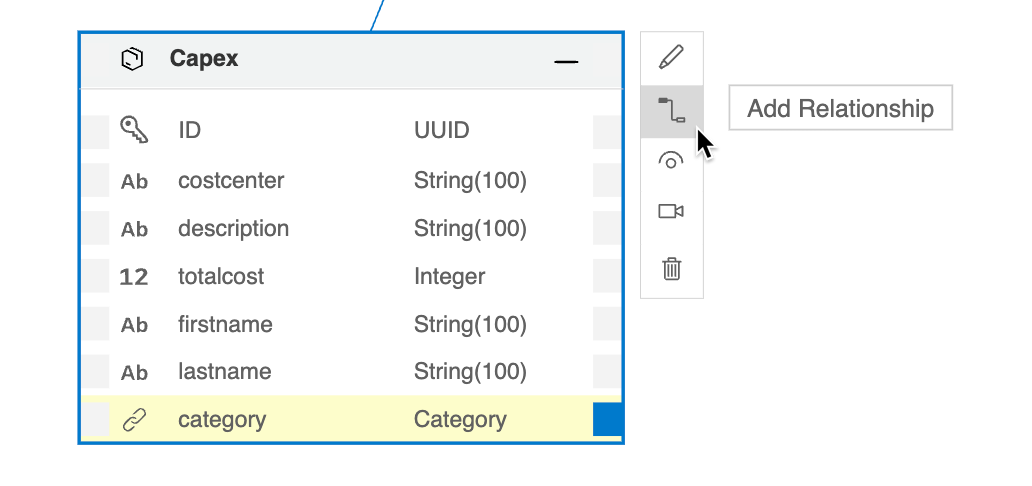 Capex
Add Relationship
ID UUID
Ab costcenter String(100)
Ab description String(100)
12 totalcost Integer
Ab firstname String(100)
Ab lastname String(100)
category Category